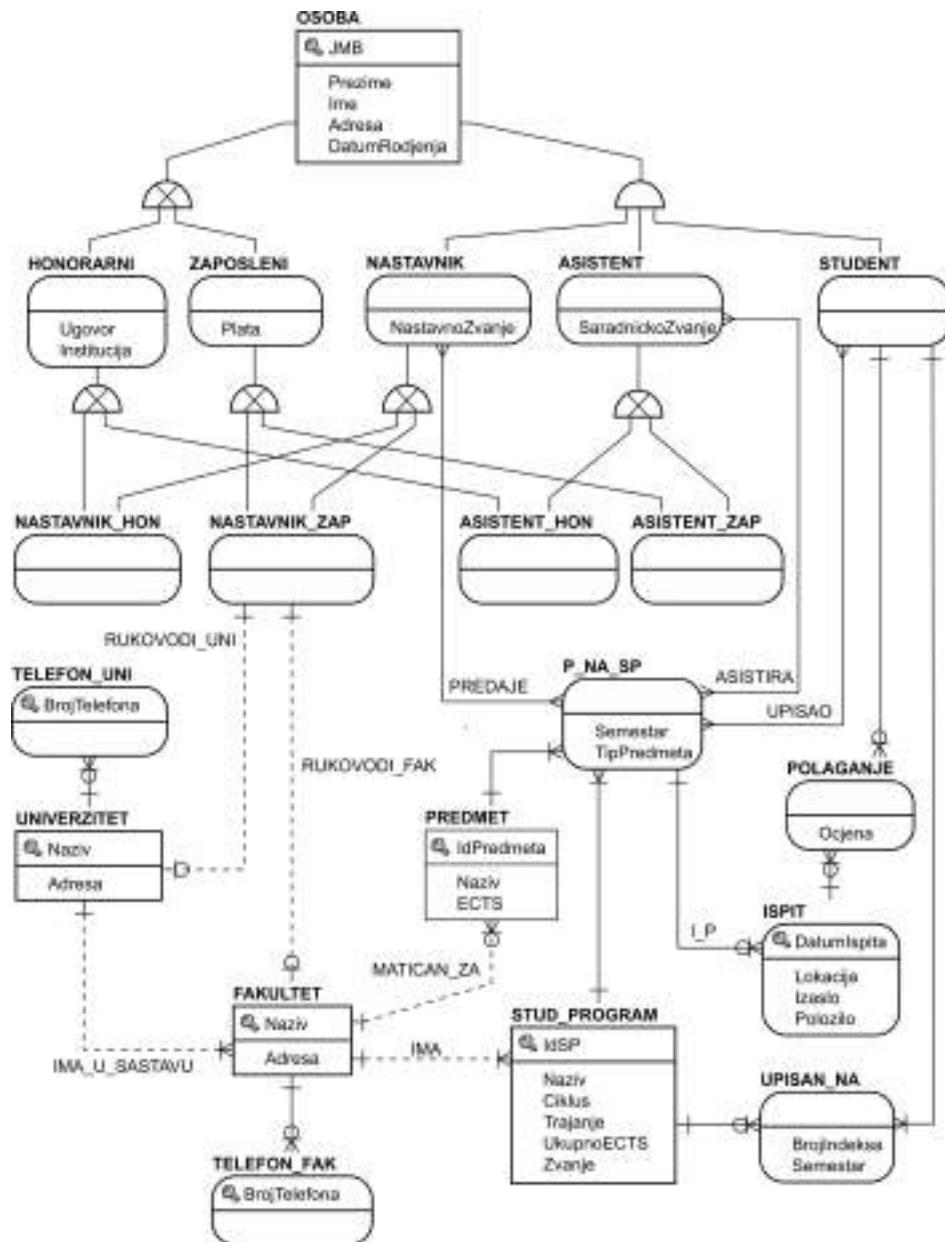 OSOBA
JMB
Prezime
Ime
Adresa
DatumRodjenja
HONORARNI
Ugovor
Institucija
ZAPOSLENI
Plata
NASTAVNIK
NastavnoZvanje
ASISTENT
SaradnickoZvanje
STUDENT
NASTAVNIK_HON
NASTAVNIK_ZAP
ASISTENT_HON
ASISTENT_ZAP
RUKOVODI_UNI
TELEFON_UNI
BrojTelefona
PREDAJE
P_NA_SP
Semestar
TipPredmeta
ASISTIRA
UPISAO
RUKOVODI_FAK
UNIVERZITET
Naziv
Adresa
PREDMET
IdPredmeta
Naziv
ECTS
POLAGANJE
Ocjena
I_P
ISPIT
DatumIspita
Lokacija
Izaslo
Polozilo
MATICAN_ZA
FAKULTET
Naziv
Adresa
IMA_U_SASTAVU
IMA
STUD_PROGRAM
IdSP
Naziv
Ciklus
Trajanje
UkupnoECTS
Zvanje
UPISAN_NA
BrojIndeksa
Semestar
TELEFON_FAK
BrojTelefona